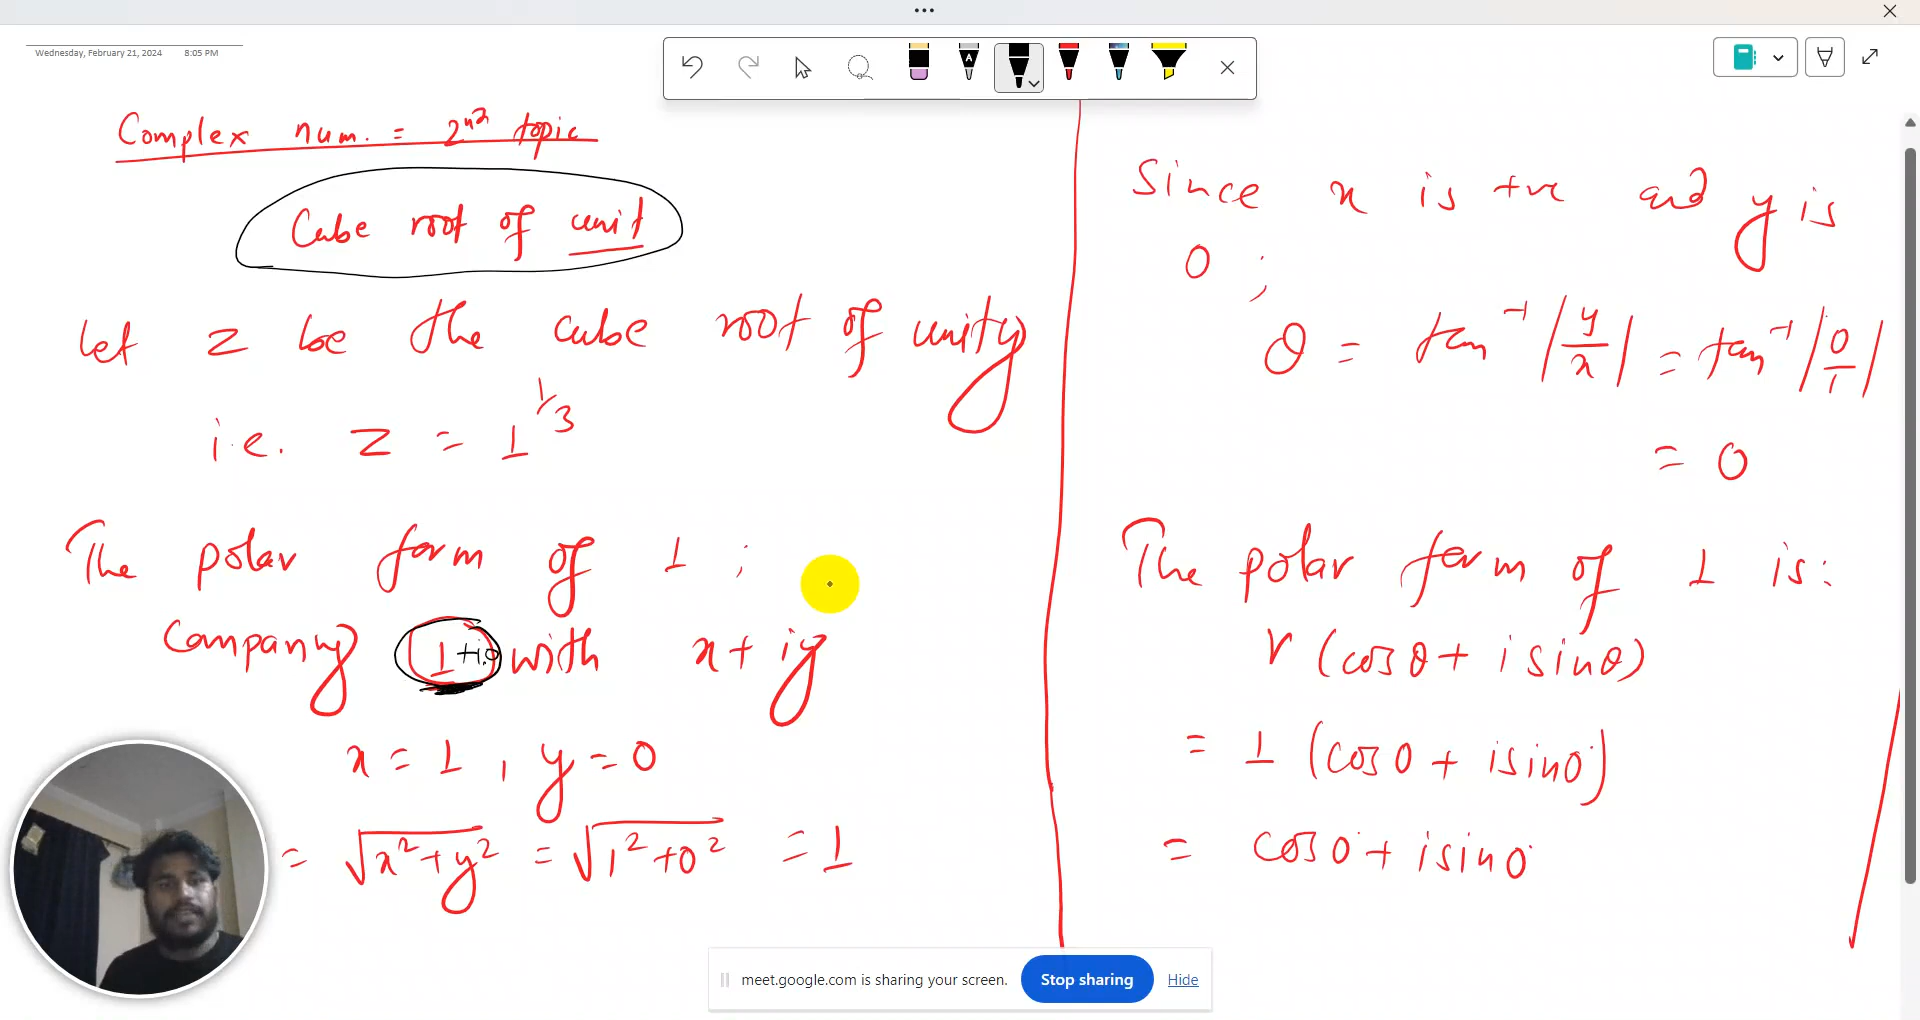 Wednesday, February 21, 2024 8:05 PM
Complex num. = 2nd topic
Cube root of unit
Let z be the cube root of unity
i.e. z = 1^1/3
The polar form of 1 ;
Company 1 + i.0 with x + iy
x = 1 , y = 0
= √x²+y² = √1²+0² = 1
Since x is +ve and y is
0 ;
θ = tan⁻¹ |y/x| = tan⁻¹ |0/1|
= 0
The polar form of 1 is :
r (cos θ + i sin θ)
= 1 (cos 0 + i sin 0)
= cos 0 + i sin 0
meet.google.com is sharing your screen. Stop sharing Hide